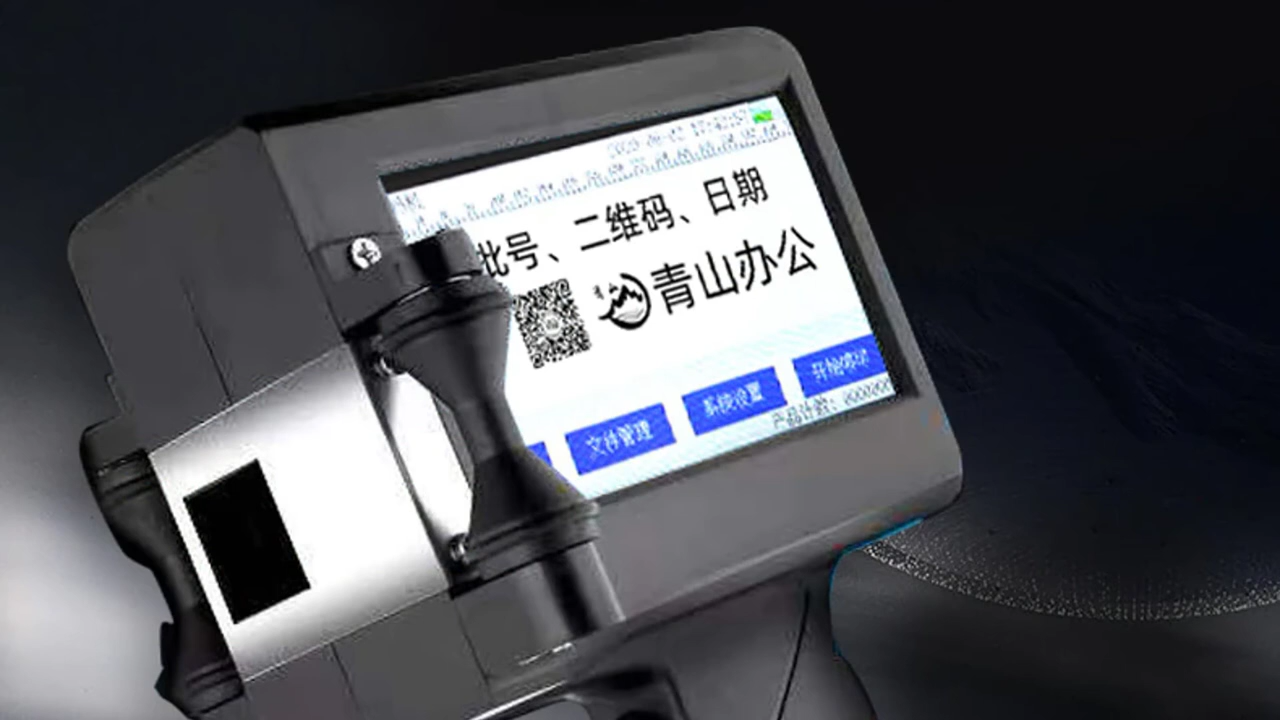 批号、二维码、日期
青山办公
文件管理
系统设置
开始喷印
产品计数：